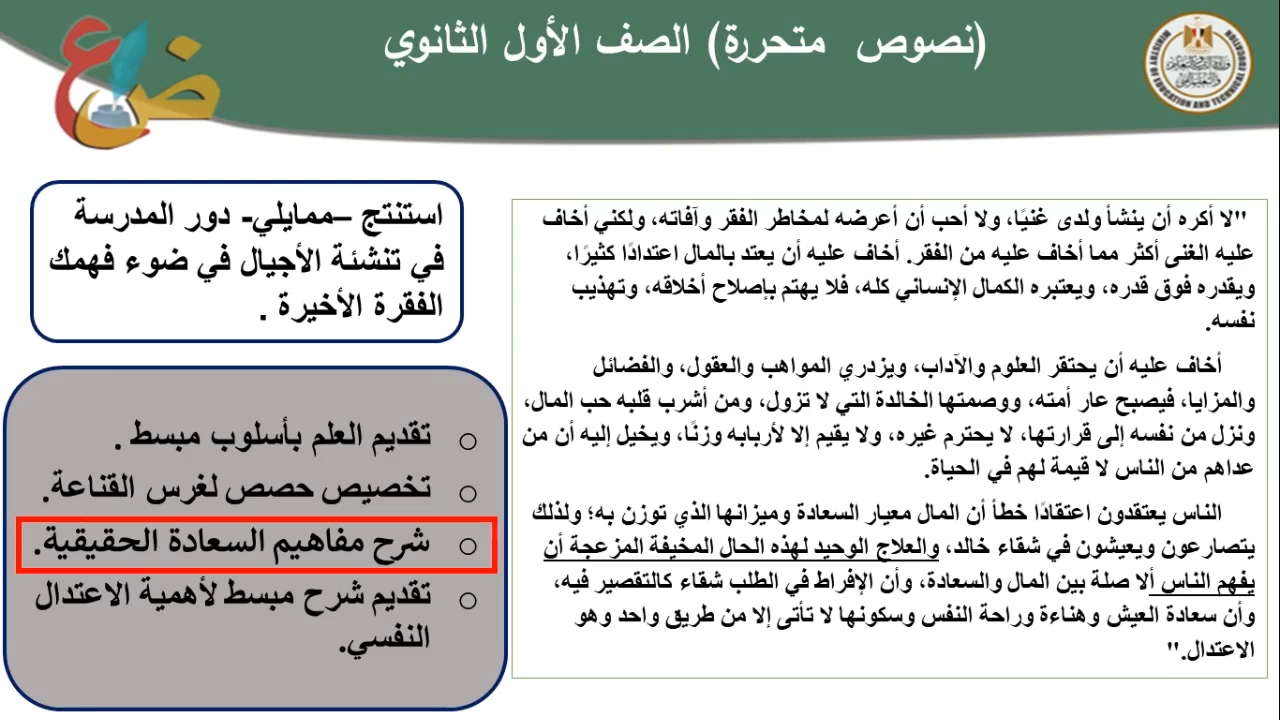 (نصوص متحررة) الصف الأول الثانوي
ض
ع
MINISTRY OF EDUCATION AND TECHNICAL EDUCATION
"لا أكره أن ينشأ ولدى غنيًا، ولا أحب أن أعرضه لمخاطر الفقر وآفاته، ولكني أخاف
عليه الغنى أكثر مما أخاف عليه من الفقر. أخاف عليه أن يعتد بالمال اعتدادًا كثيرًا،
ويقدره فوق قدره، ويعتبره الكمال الإنساني كله، فلا يهتم بإصلاح أخلاقه، وتهذيب
نفسه.
أخاف عليه أن يحتقر العلوم والآداب، ويزدري المواهب والعقول، والفضائل
والمزايا، فيصبح عار أمته، ووصمتها الخالدة التي لا تزول، ومن أشرب قلبه حب المال،
ونزل من نفسه إلى قرارتها، لا يحترم غيره، ولا يقيم إلا لأربابه وزنًا، ويخيل إليه أن من
عداهم من الناس لا قيمة لهم في الحياة.
الناس يعتقدون اعتقادًا خطأ أن المال معيار السعادة وميزانها الذي توزن به؛ ولذلك
يتصارعون ويعيشون في شقاء خالد، والعلاج الوحيد لهذه الحال المخيفة المزعجة أن
يفهم الناس ألا صلة بين المال والسعادة، وأن الإفراط في الطلب شقاء كالتقصير فيه،
وأن سعادة العيش وهناءة وراحة النفس وسكونها لا تأتى إلا من طريق واحد وهو
الاعتدال."
استنتج –ممايلي- دور المدرسة
في تنشئة الأجيال في ضوء فهمك
الفقرة الأخيرة .
○ تقديم العلم بأسلوب مبسط .
○ تخصيص حصص لغرس القناعة.
○ شرح مفاهيم السعادة الحقيقية.
○ تقديم شرح مبسط لأهمية الاعتدال
النفسي.